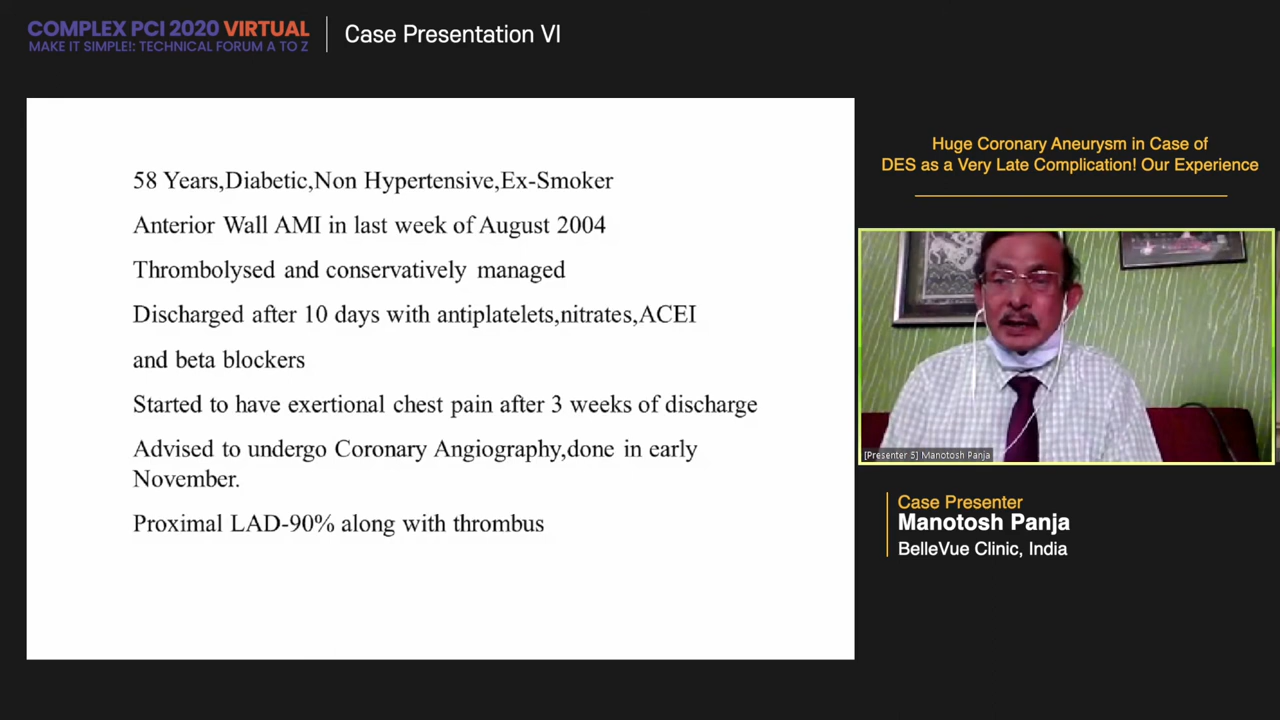 COMPLEX PCI 2020 VIRTUAL
MAKE IT SIMPLE!: TECHNICAL FORUM A TO Z
Case Presentation VI
58 Years,Diabetic,Non Hypertensive,Ex-Smoker
Anterior Wall AMI in last week of August 2004
Thrombolysed and conservatively managed
Discharged after 10 days with antiplatelets,nitrates,ACEI
and beta blockers
Started to have exertional chest pain after 3 weeks of discharge
Advised to undergo Coronary Angiography,done in early
November.
Proximal LAD-90% along with thrombus
Huge Coronary Aneurysm in Case of
DES as a Very Late Complication! Our Experience
[Presenter 5] Manotosh Panja
Case Presenter
Manotosh Panja
BelleVue Clinic, India